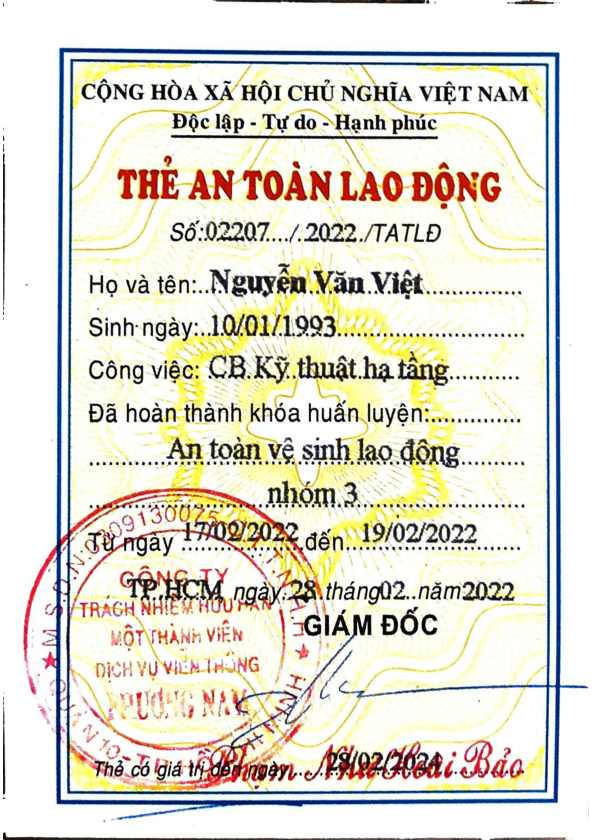 CỘNG HÒA XÃ HỘI CHỦ NGHĨA VIỆT NAM
Độc lập - Tự do - Hạnh phúc
THẺ AN TOÀN LAO ĐỘNG
Số:02207..../. 2022./TATLĐ
Họ và tên:..Nguyễn Văn Việt
Sinh ngày:..10/01/1993
Công việc: CB Kỹ thuật hạ tầng
Đã hoàn thành khóa huấn luyện:
An toàn vệ sinh lao động
nhóm 3
Từ ngày 17/02/2022 đến 19/02/2022
TP.HCM ngày 28 tháng 02 năm 2022
GIÁM ĐỐC
CÔNG TY
TRÁCH NHIỆM HỮU HẠN
MỘT THÀNH VIÊN
DỊCH VỤ VIỄN THÔNG
PHƯƠNG NAM
Hoài Bảo
Thẻ có giá trị đến ngày 28/02/2024